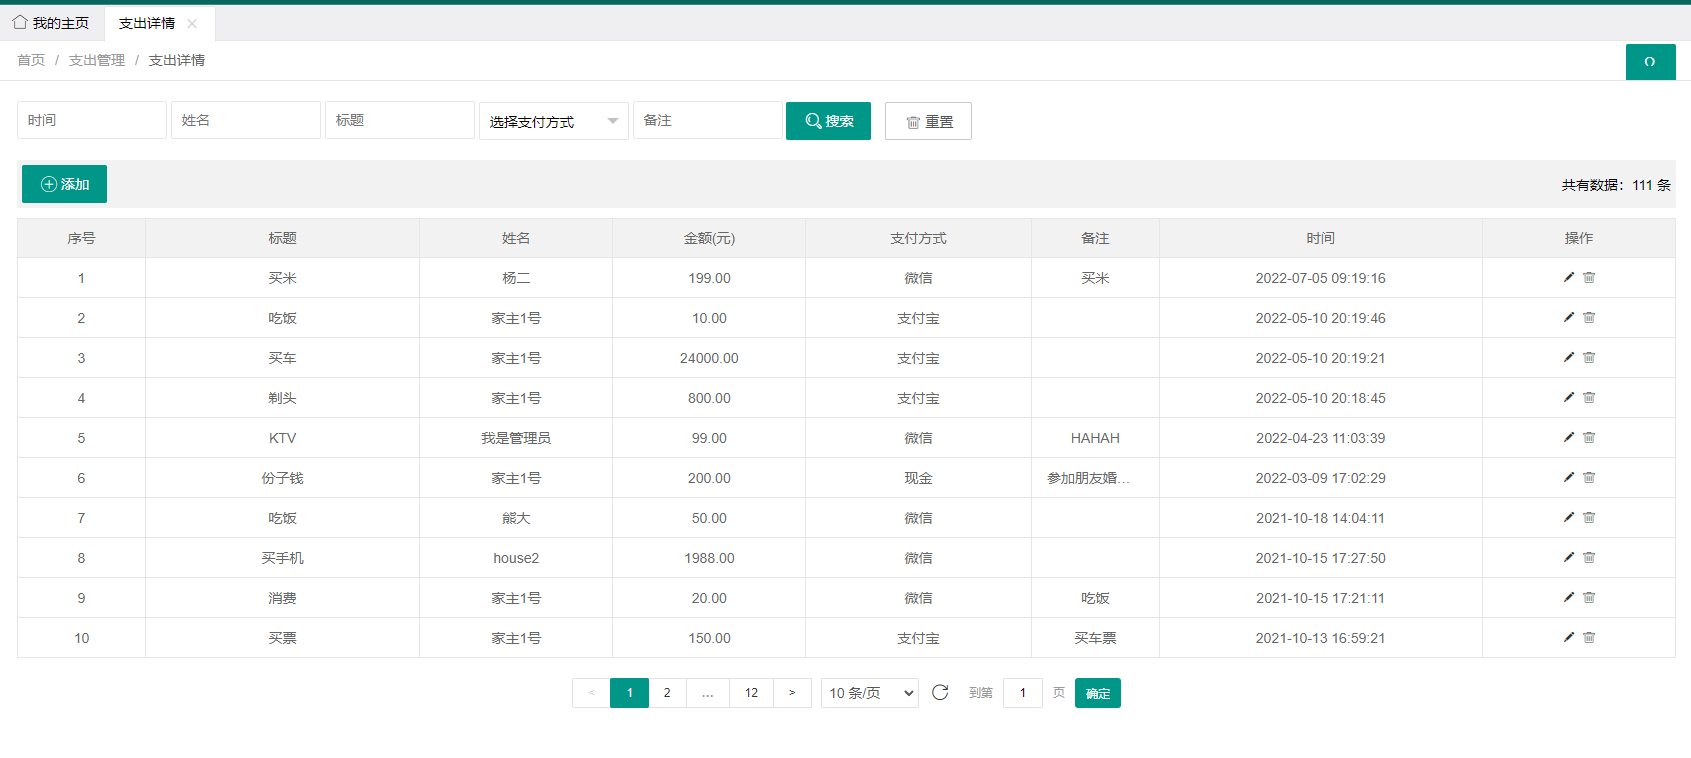 我的主页 支出详情
首页 / 支出管理 / 支出详情
时间 姓名 标题 选择支付方式 备注 搜索 重置
添加 共有数据：111 条
序号 标题 姓名 金额(元) 支付方式 备注 时间 操作
1 买米 杨二 199.00 微信 买米 2022-07-05 09:19:16
2 吃饭 家主1号 10.00 支付宝 2022-05-10 20:19:46
3 买车 家主1号 24000.00 支付宝 2022-05-10 20:19:21
4 剃头 家主1号 800.00 支付宝 2022-05-10 20:18:45
5 KTV 我是管理员 99.00 微信 HAHAH 2022-04-23 11:03:39
6 份子钱 家主1号 200.00 现金 参加朋友婚... 2022-03-09 17:02:29
7 吃饭 熊大 50.00 微信 2021-10-18 14:04:11
8 买手机 house2 1988.00 微信 2021-10-15 17:27:50
9 消费 家主1号 20.00 微信 吃饭 2021-10-15 17:21:11
10 买票 家主1号 150.00 支付宝 买车票 2021-10-13 16:59:21
< 1 2 ... 12 > 10 条/页 到第 1 页 确定